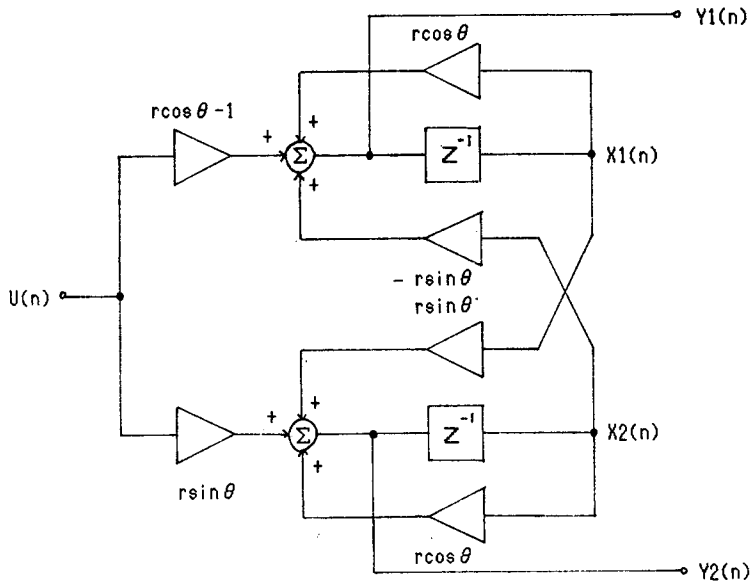 Y1(n)
rcosθ
rcosθ-1
+
+
Σ
+
Z⁻¹
X1(n)
- rsinθ
U(n)
rsinθ
+
+
Σ
+
Z⁻¹
X2(n)
rsinθ
rcosθ
Y2(n)